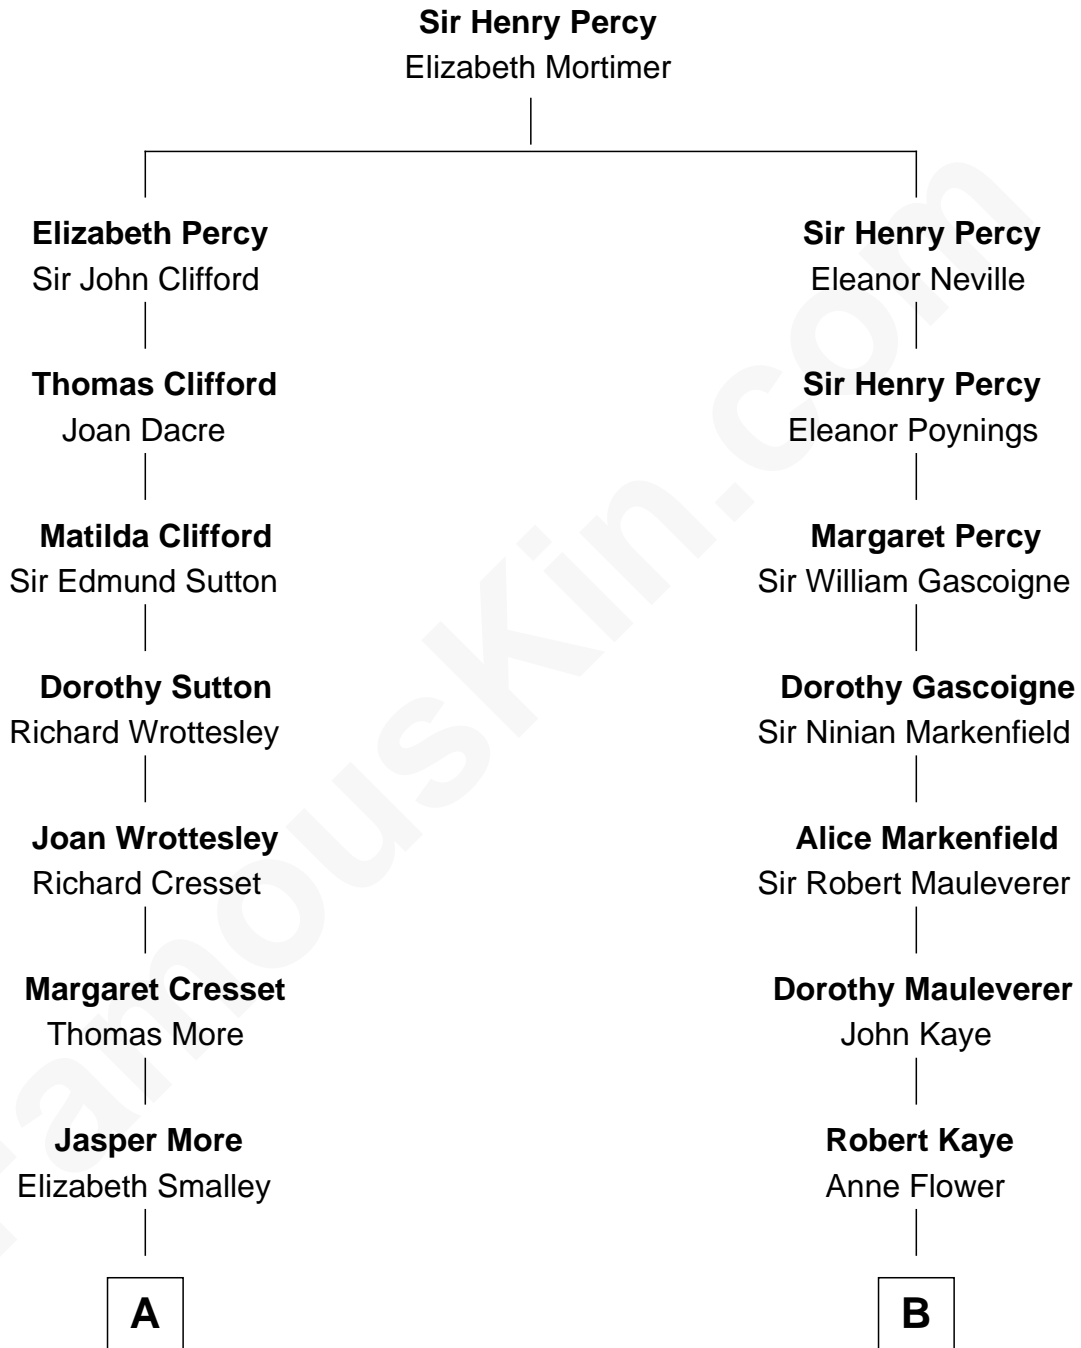 Sir Henry Percy
Elizabeth Mortimer
Elizabeth Percy
Sir John Clifford
Sir Henry Percy
Eleanor Neville
Thomas Clifford
Joan Dacre
Sir Henry Percy
Eleanor Poynings
Matilda Clifford
Sir Edmund Sutton
Margaret Percy
Sir William Gascoigne
Dorothy Sutton
Richard Wrottesley
Dorothy Gascoigne
Sir Ninian Markenfield
Joan Wrottesley
Richard Cresset
Alice Markenfield
Sir Robert Mauleverer
Margaret Cresset
Thomas More
Dorothy Mauleverer
John Kaye
Jasper More
Elizabeth Smalley
Robert Kaye
Anne Flower
A
B
FamousKin.com